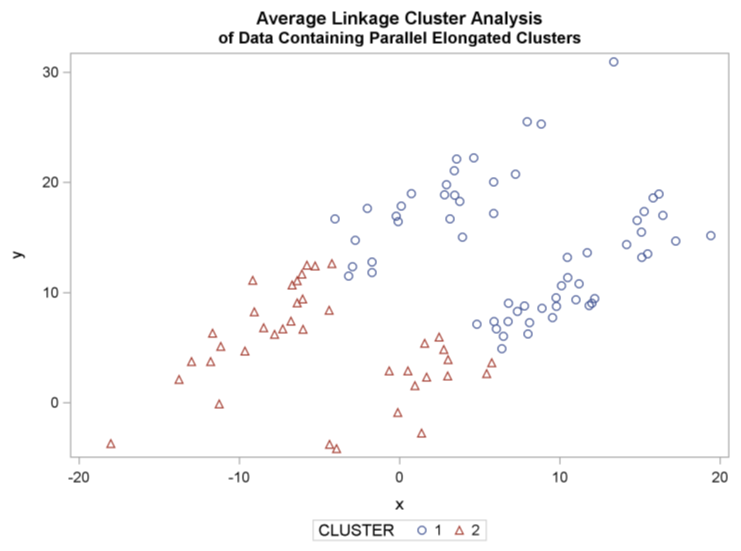 Average Linkage Cluster Analysis
of Data Containing Parallel Elongated Clusters
30
20
10
0
y
-20 -10 0 10 20
x
CLUSTER 1 2